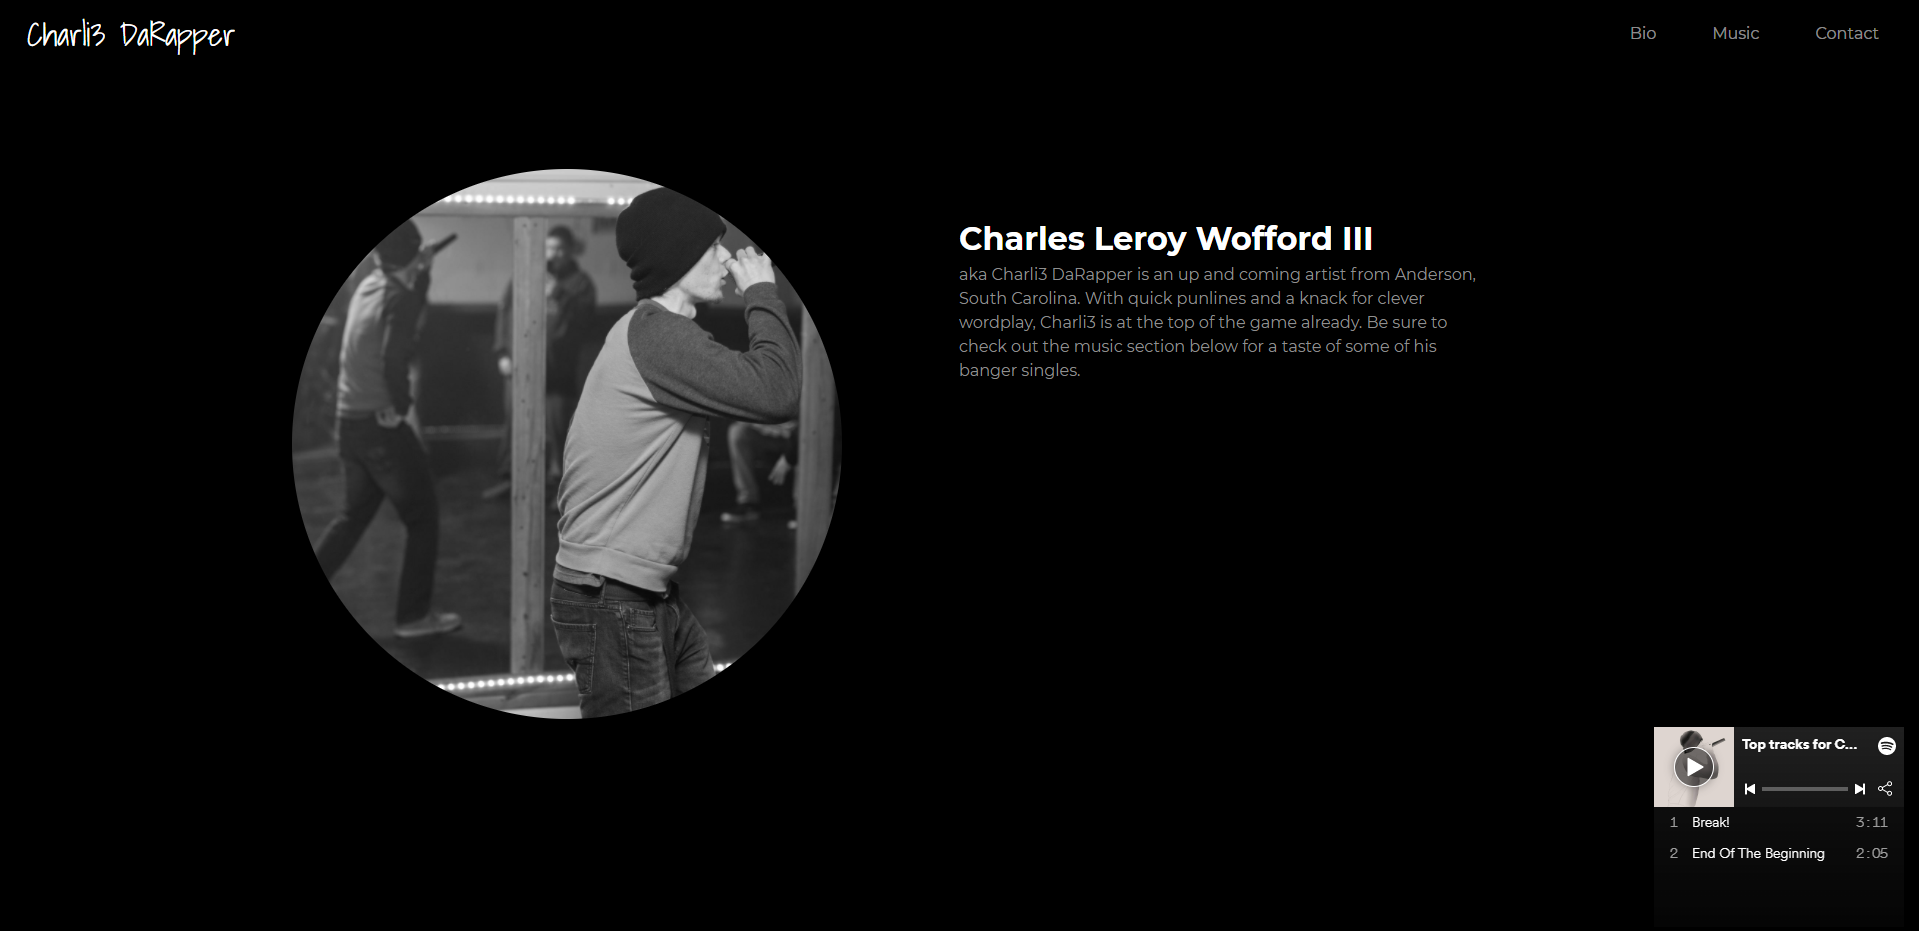 Charli3 DaRapper
Bio Music Contact
Charles Leroy Wofford III
aka Charli3 DaRapper is an up and coming artist from Anderson,
South Carolina. With quick punlines and a knack for clever
wordplay, Charli3 is at the top of the game already. Be sure to
check out the music section below for a taste of some of his
banger singles.
Top tracks for C...
1 Break! 3:11
2 End Of The Beginning 2:05